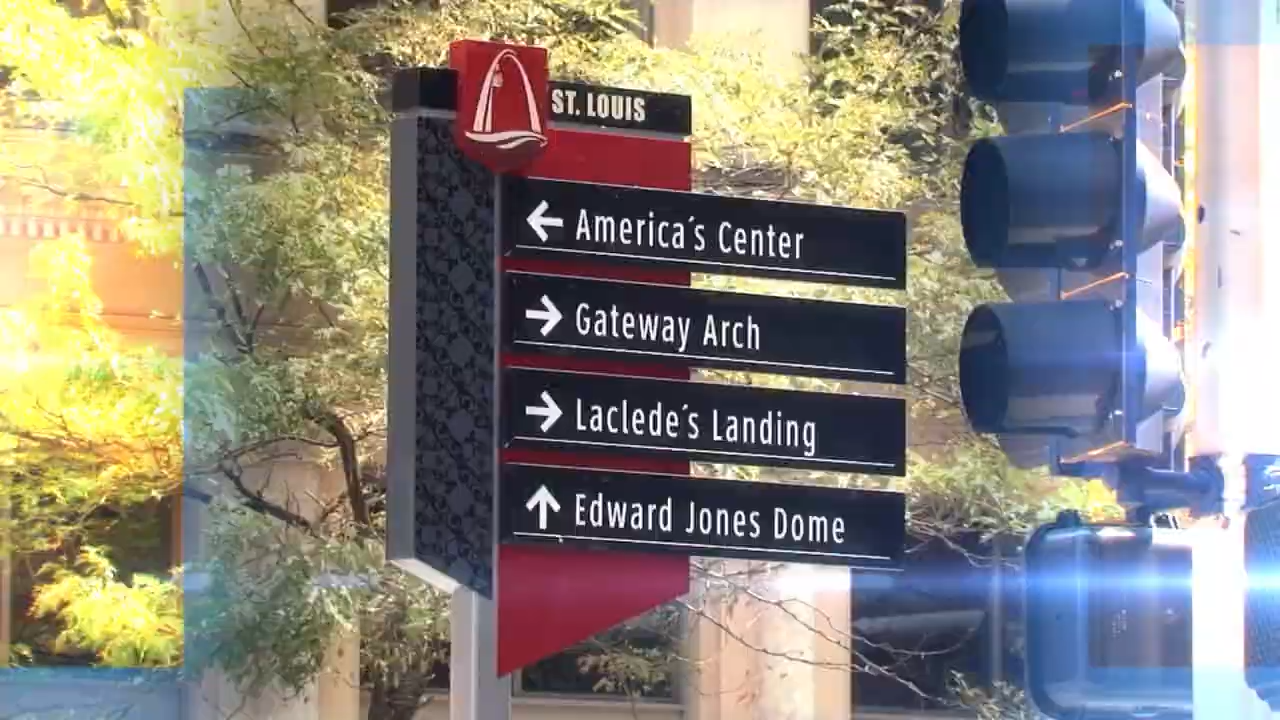 ST. LOUIS
← America's Center
→ Gateway Arch
→ Laclede's Landing
↑ Edward Jones Dome